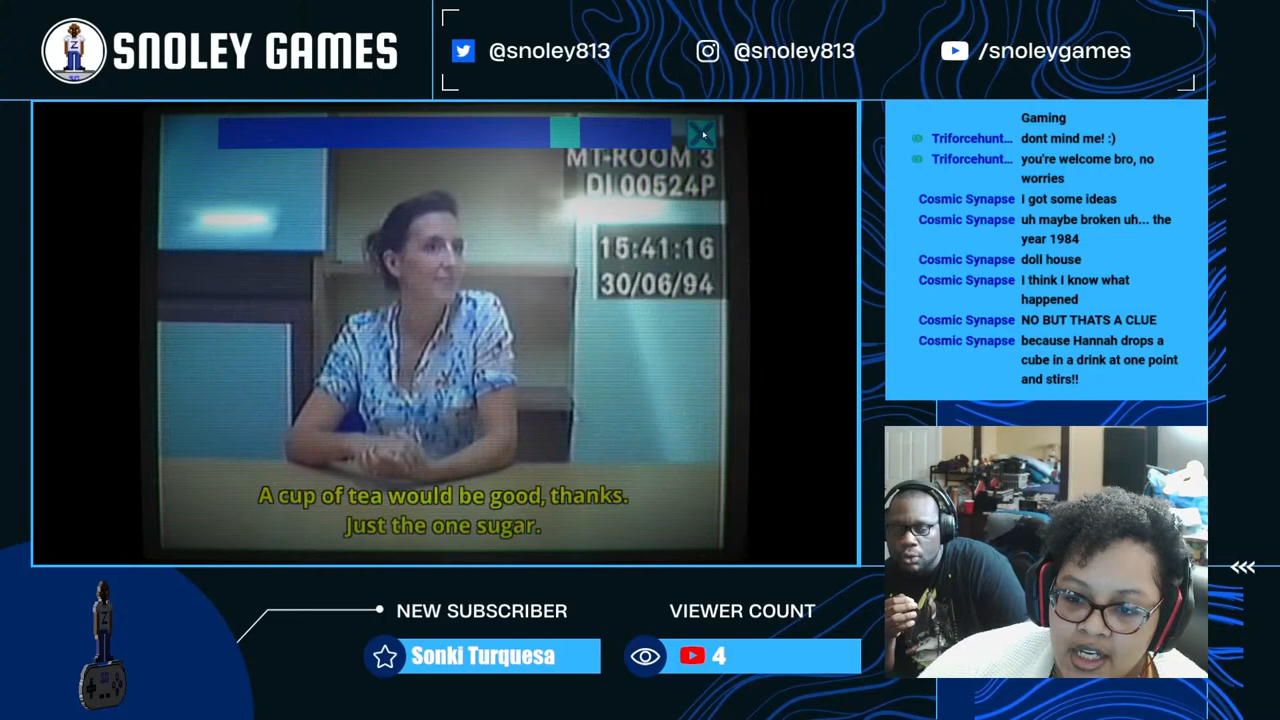 SNOLEY GAMES
@snoley813
@snoley813
/snoleygames
MT-ROOM 3
DI 00524P
15:41:16
30/06/94
A cup of tea would be good, thanks.
Just the one sugar.
Gaming
Triforcehunt... dont mind me! :)
Triforcehunt... you're welcome bro, no
worries
Cosmic Synapse I got some ideas
Cosmic Synapse uh maybe broken uh... the
year 1984
Cosmic Synapse doll house
Cosmic Synapse I think I know what
happened
Cosmic Synapse NO BUT THATS A CLUE
Cosmic Synapse because Hannah drops a
cube in a drink at one point
and stirs!!
NEW SUBSCRIBER
Sonki Turquesa
VIEWER COUNT
4
Z